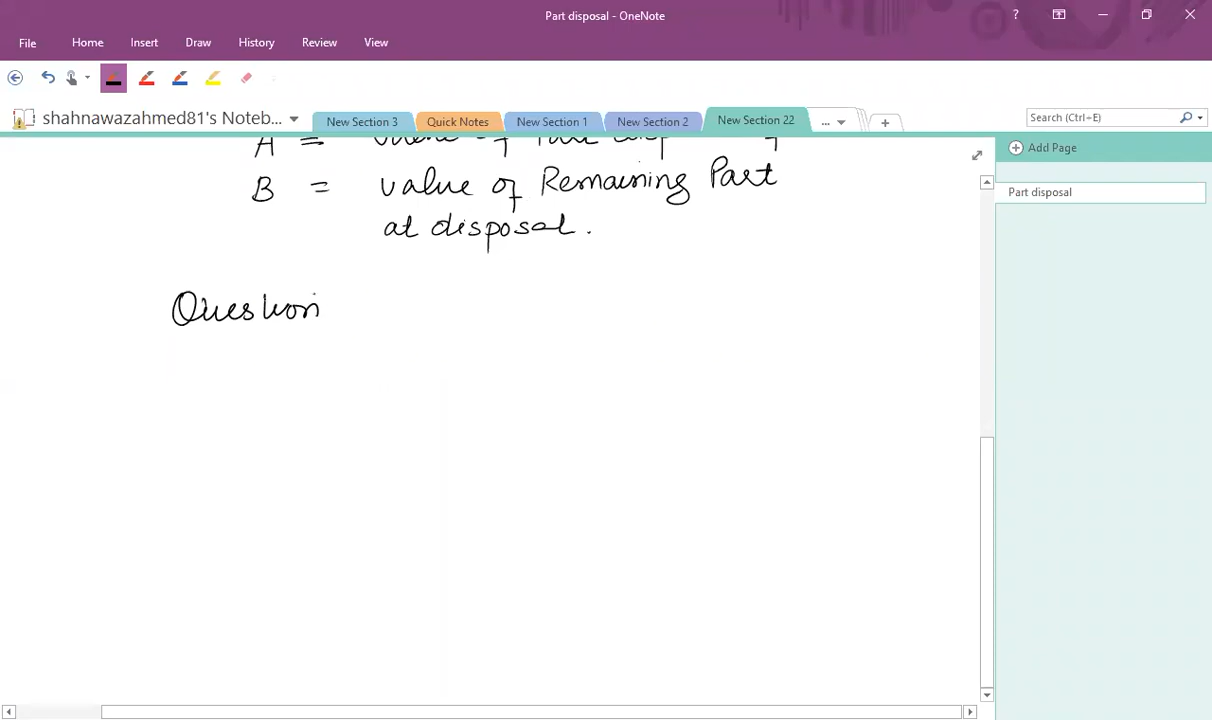 Part disposal - OneNote
?
File Home Insert Draw History Review View
shahnawazahmed81's Noteb...
New Section 3
Quick Notes
New Section 1
New Section 2
New Section 22
...
Search (Ctrl+E)
Add Page
Part disposal
A =
B = value of Remaining Part
at disposal.
Question